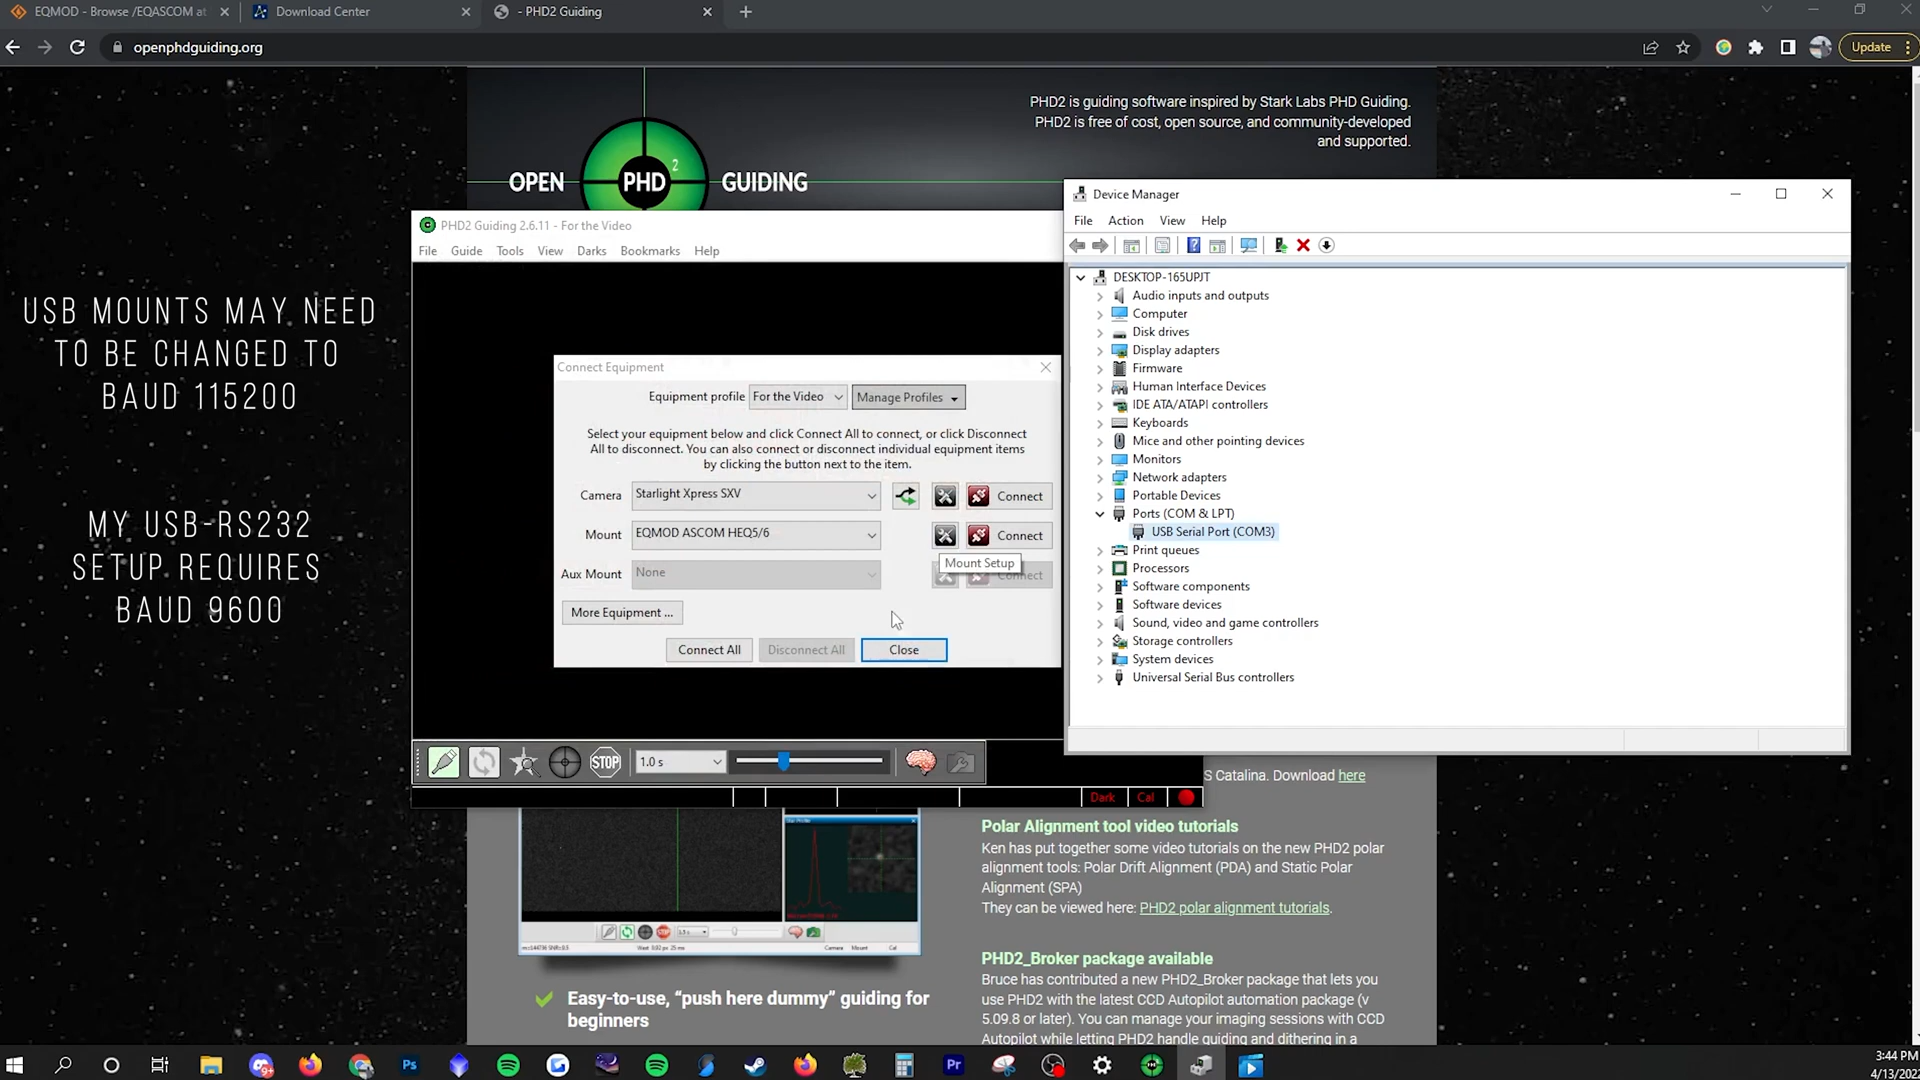 EQMOD - Browse /EQASCOM at
Download Center
- PHD2 Guiding
openphdguiding.org
Update
PHD2 is guiding software inspired by Stark Labs PHD Guiding.
PHD2 is free of cost, open source, and community-developed
and supported.
OPEN PHD 2 GUIDING
USB MOUNTS MAY NEED
TO BE CHANGED TO
BAUD 115200
MY USB-RS232
SETUP REQUIRES
BAUD 9600
PHD2 Guiding 2.6.11 - For the Video
File Guide Tools View Darks Bookmarks Help
Connect Equipment
Equipment profile For the Video Manage Profiles
Select your equipment below and click Connect All to connect, or click Disconnect
All to disconnect. You can also connect or disconnect individual equipment items
by clicking the button next to the item.
Camera Starlight Xpress SXV Connect
Mount EQMOD ASCOM HEQ5/6 Connect
Mount Setup
Aux Mount None Connect
More Equipment ...
Connect All Disconnect All Close
STOP 1.0 s
Dark Cal
Device Manager
File Action View Help
DESKTOP-165UPJT
Audio inputs and outputs
Computer
Disk drives
Display adapters
Firmware
Human Interface Devices
IDE ATA/ATAPI controllers
Keyboards
Mice and other pointing devices
Monitors
Network adapters
Portable Devices
Ports (COM & LPT)
USB Serial Port (COM3)
Print queues
Processors
Software components
Software devices
Sound, video and game controllers
Storage controllers
System devices
Universal Serial Bus controllers
S Catalina. Download here
Polar Alignment tool video tutorials
Ken has put together some video tutorials on the new PHD2 polar
alignment tools: Polar Drift Alignment (PDA) and Static Polar
Alignment (SPA)
They can be viewed here: PHD2 polar alignment tutorials.
PHD2_Broker package available
Bruce has contributed a new PHD2_Broker package that lets you
use PHD2 with the latest CCD Autopilot automation package (v
5.09.8 or later). You can manage your imaging sessions with CCD
Autopilot while letting PHD2 handle guiding and dithering in a
Easy-to-use, “push here dummy” guiding for
beginners
Ps
Pr
3:44 PM
4/13/202